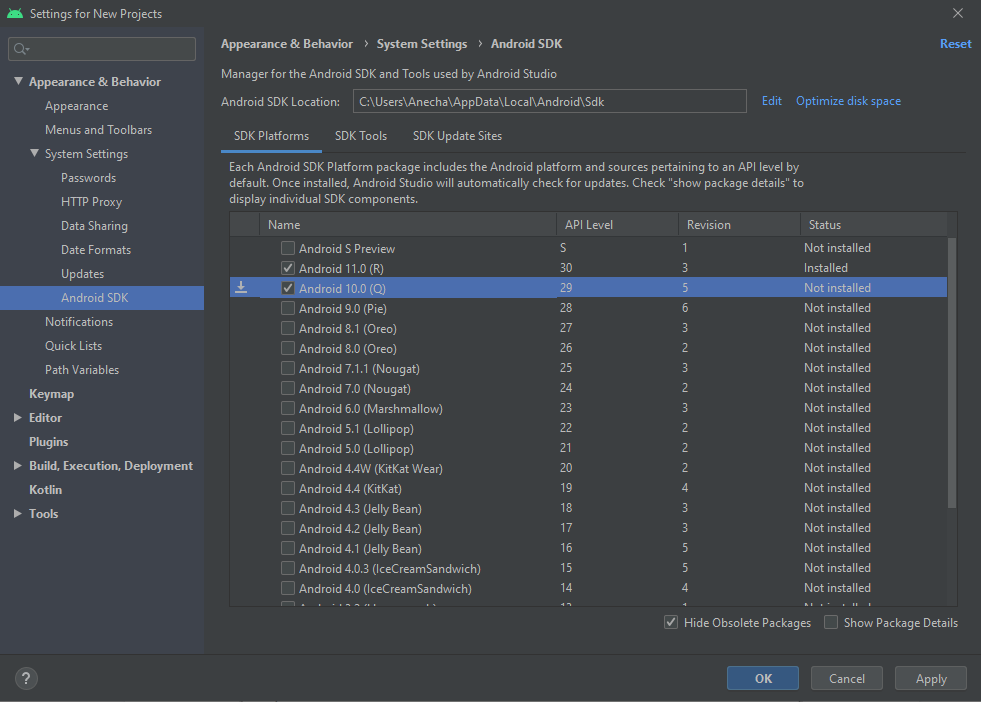 Settings for New Projects
Appearance & Behavior
Appearance
Menus and Toolbars
System Settings
Passwords
HTTP Proxy
Data Sharing
Date Formats
Updates
Android SDK
Notifications
Quick Lists
Path Variables
Keymap
Editor
Plugins
Build, Execution, Deployment
Kotlin
Tools
Appearance & Behavior › System Settings › Android SDK
Reset
Manager for the Android SDK and Tools used by Android Studio
Android SDK Location: C:\Users\Anecha\AppData\Local\Android\Sdk Edit Optimize disk space
SDK Platforms SDK Tools SDK Update Sites
Each Android SDK Platform package includes the Android platform and sources pertaining to an API level by
default. Once installed, Android Studio will automatically check for updates. Check "show package details" to
display individual SDK components.
Name API Level Revision Status
Android S Preview S 1 Not installed
Android 11.0 (R) 30 3 Installed
Android 10.0 (Q) 29 5 Not installed
Android 9.0 (Pie) 28 6 Not installed
Android 8.1 (Oreo) 27 3 Not installed
Android 8.0 (Oreo) 26 2 Not installed
Android 7.1.1 (Nougat) 25 3 Not installed
Android 7.0 (Nougat) 24 2 Not installed
Android 6.0 (Marshmallow) 23 3 Not installed
Android 5.1 (Lollipop) 22 2 Not installed
Android 5.0 (Lollipop) 21 2 Not installed
Android 4.4W (KitKat Wear) 20 2 Not installed
Android 4.4 (KitKat) 19 4 Not installed
Android 4.3 (Jelly Bean) 18 3 Not installed
Android 4.2 (Jelly Bean) 17 3 Not installed
Android 4.1 (Jelly Bean) 16 5 Not installed
Android 4.0.3 (IceCreamSandwich) 15 5 Not installed
Android 4.0 (IceCreamSandwich) 14 4 Not installed
Hide Obsolete Packages Show Package Details
? OK Cancel Apply